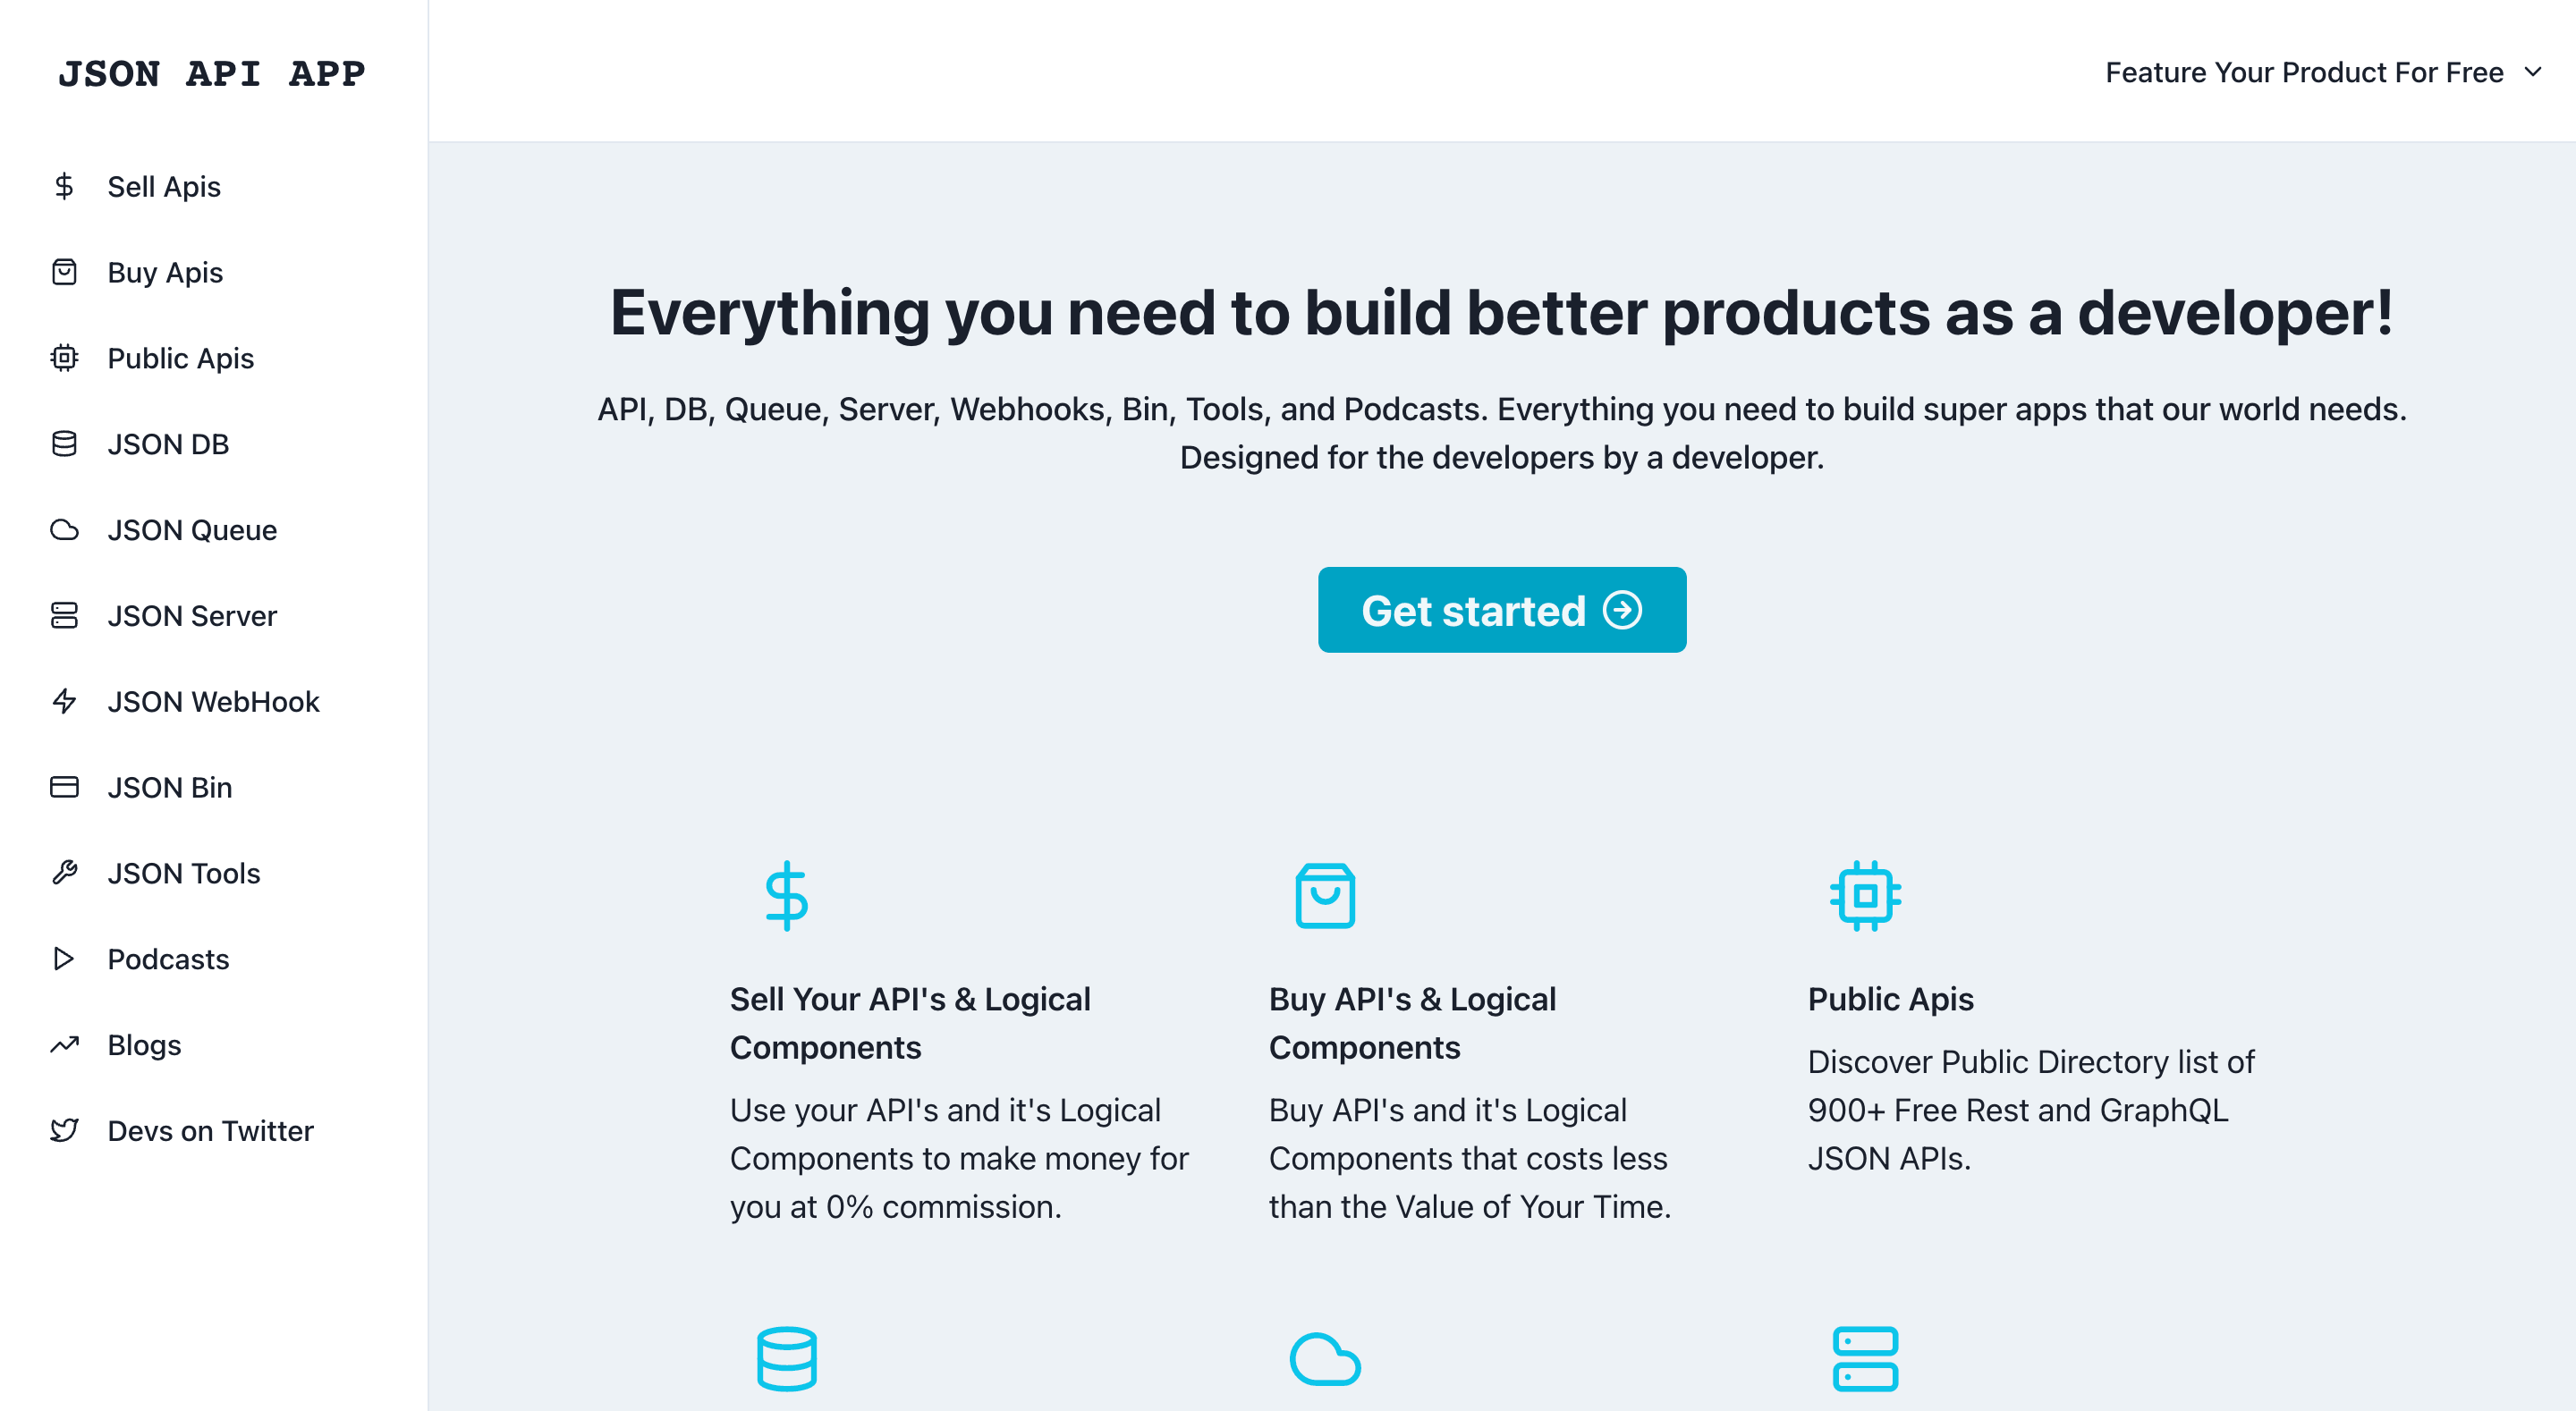 JSON API APP
Feature Your Product For Free
Sell Apis
Buy Apis
Public Apis
JSON DB
JSON Queue
JSON Server
JSON WebHook
JSON Bin
JSON Tools
Podcasts
Blogs
Devs on Twitter
Everything you need to build better products as a developer!
API, DB, Queue, Server, Webhooks, Bin, Tools, and Podcasts. Everything you need to build super apps that our world needs.
Designed for the developers by a developer.
Get started
Sell Your API's & Logical
Components
Use your API's and it's Logical
Components to make money for
you at 0% commission.
Buy API's & Logical
Components
Buy API's and it's Logical
Components that costs less
than the Value of Your Time.
Public Apis
Discover Public Directory list of
900+ Free Rest and GraphQL
JSON APIs.